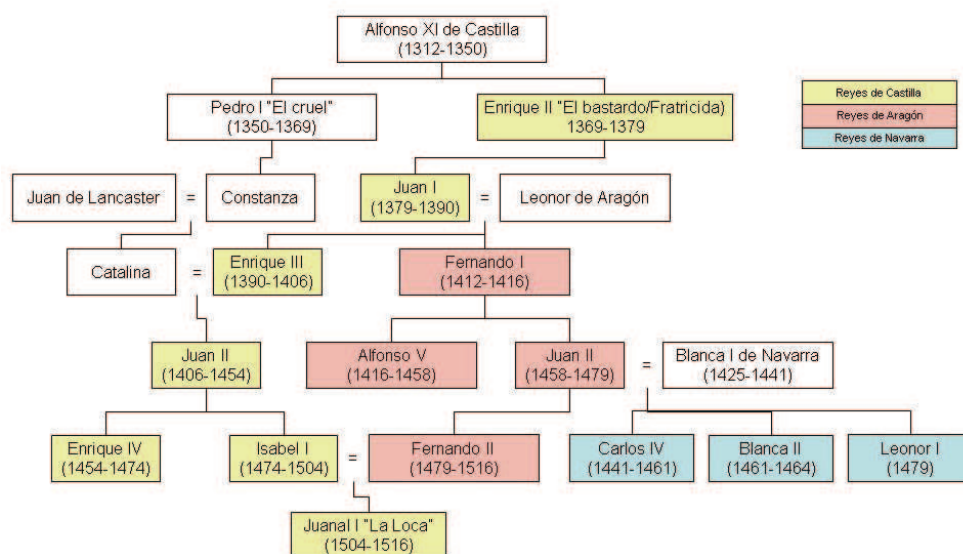 Alfonso XI de Castilla
(1312-1350)
Pedro I "El cruel"
(1350-1369)
Enrique II "El bastardo/Fratricida)
1369-1379
Reyes de Castilla
Reyes de Aragón
Reyes de Navarra
Juan de Lancaster
=
Constanza
Juan I
(1379-1390)
=
Leonor de Aragón
Catalina
=
Enrique III
(1390-1406)
Fernando I
(1412-1416)
Juan II
(1406-1454)
Alfonso V
(1416-1458)
Juan II
(1458-1479)
=
Blanca I de Navarra
(1425-1441)
Enrique IV
(1454-1474)
Isabel I
(1474-1504)
=
Fernando II
(1479-1516)
Carlos IV
(1441-1461)
Blanca II
(1461-1464)
Leonor I
(1479)
Juanal I "La Loca"
(1504-1516)